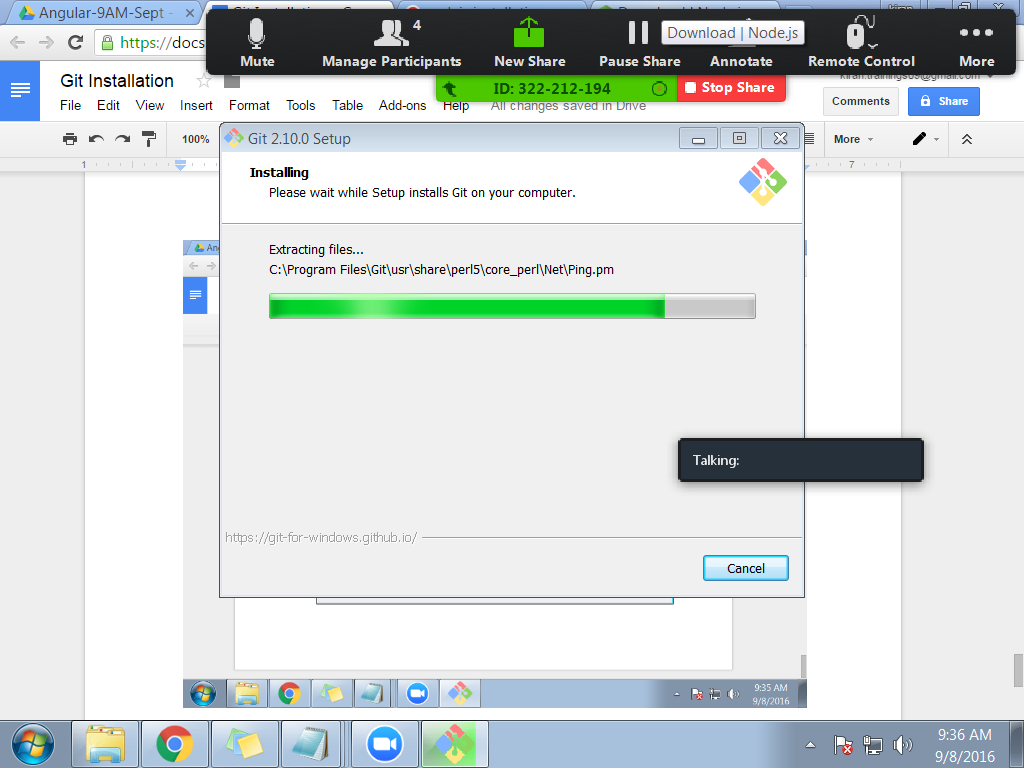 Angular-9AM-Sept -
https://docs
Mute
Manage Participants
4
New Share
Pause Share
Download | Node.js
Annotate
Remote Control
More
ID: 322-212-194
Stop Share
Git Installation
File Edit View Insert Format Tools Table Add-ons Help All changes saved in Drive
Comments
Share
100%
More
1
7
Git 2.10.0 Setup
Installing
Please wait while Setup installs Git on your computer.
Extracting files...
C:\Program Files\Git\usr\share\perl5\core_perl\Net\Ping.pm
Talking:
https://git-for-windows.github.io/
Cancel
9:35 AM
9/8/2016
9:36 AM
9/8/2016